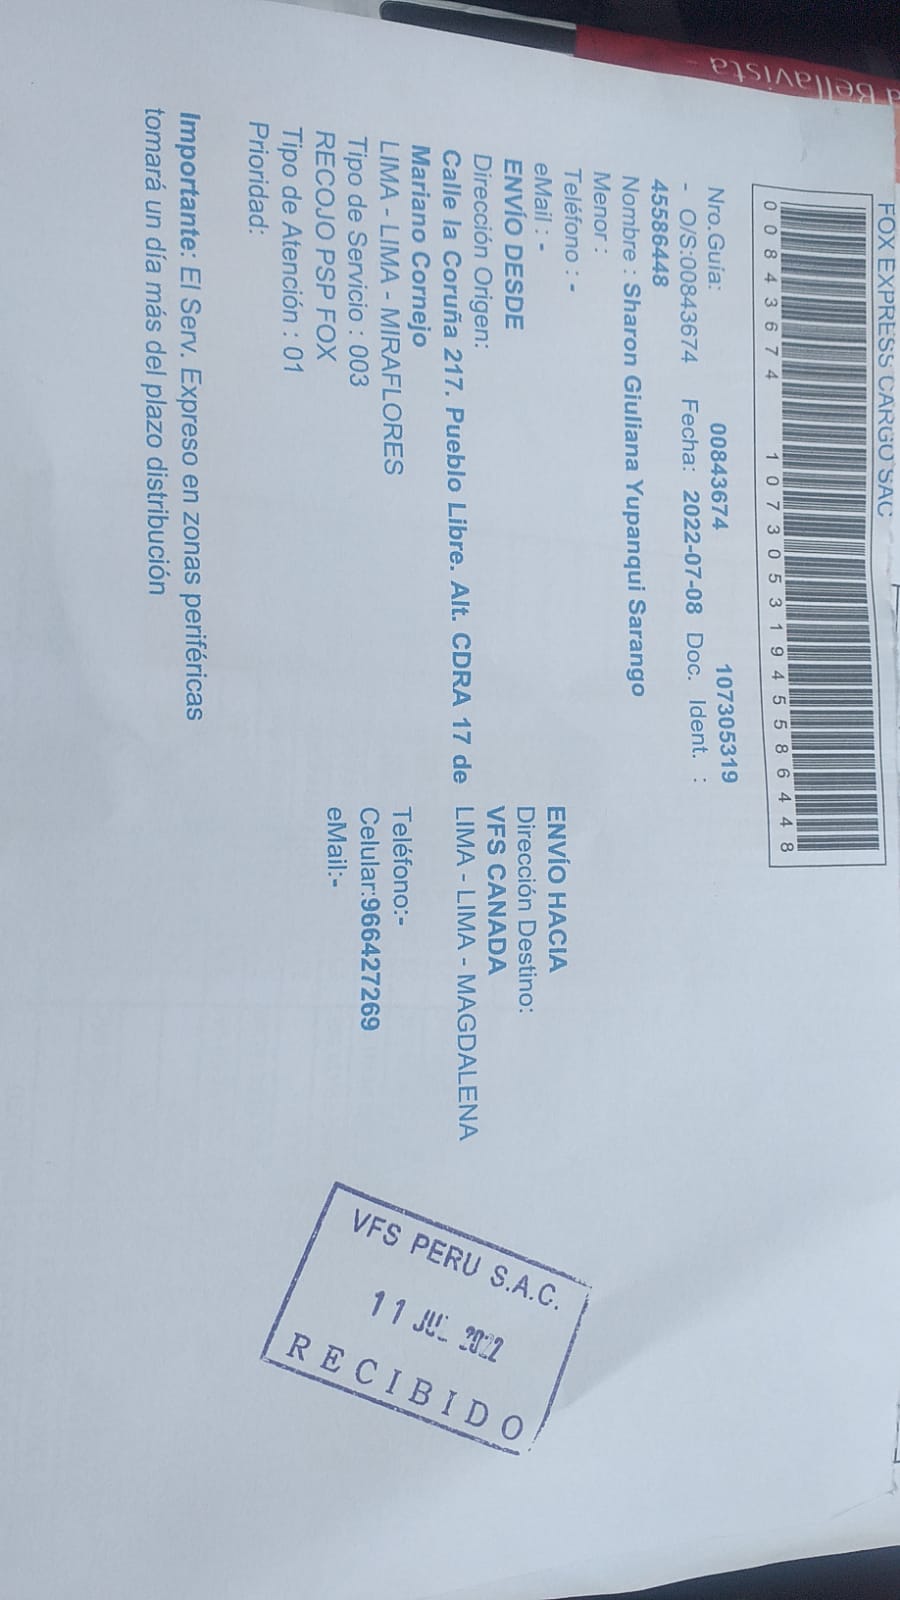 d Bellavista -
FOX EXPRESS CARGO SAC
0 0 8 4 3 6 7 4 1 0 7 3 0 5 3 1 9 4 5 5 8 6 4 4 8
Nro.Guia: 00843674 107305319
- O/S:00843674 Fecha: 2022-07-08 Doc. Ident. :
45586448
Nombre : Sharon Giuliana Yupanqui Sarango
Menor :
Teléfono : -
eMail : -
ENVÍO DESDE
Dirección Origen:
Calle la Coruña 217. Pueblo Libre. Alt. CDRA 17 de
Mariano Cornejo
LIMA - LIMA - MIRAFLORES
Tipo de Servicio : 003
RECOJO PSP FOX
Tipo de Atención : 01
Prioridad:
ENVÍO HACIA
Dirección Destino:
VFS CANADA
LIMA - LIMA - MAGDALENA
Teléfono:-
Celular:966427269
eMail:-
Importante: El Serv. Expreso en zonas periféricas
tomará un día más del plazo distribución
VFS PERU S.A.C.
11 JUL 2022
RECIBIDO